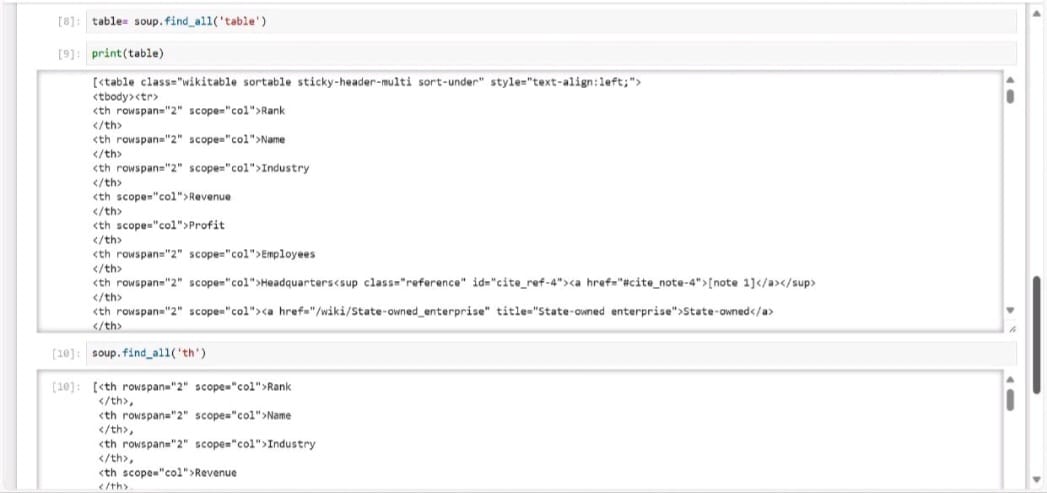 [8]: table= soup.find_all('table')
[9]: print(table)
[<table class="wikitable sortable sticky-header-multi sort-under" style="text-align:left;">
<tbody><tr>
<th rowspan="2" scope="col">Rank
</th>
<th rowspan="2" scope="col">Name
</th>
<th rowspan="2" scope="col">Industry
</th>
<th scope="col">Revenue
</th>
<th scope="col">Profit
</th>
<th rowspan="2" scope="col">Employees
</th>
<th rowspan="2" scope="col">Headquarters<sup class="reference" id="cite_ref-4"><a href="#cite_note-4">[note 1]</a></sup>
</th>
<th rowspan="2" scope="col"><a href="/wiki/State-owned_enterprise" title="State-owned enterprise">State-owned</a>
</th>
[10]: soup.find_all('th')
[10]: [<th rowspan="2" scope="col">Rank
</th>,
<th rowspan="2" scope="col">Name
</th>,
<th rowspan="2" scope="col">Industry
</th>,
<th scope="col">Revenue
</th>,